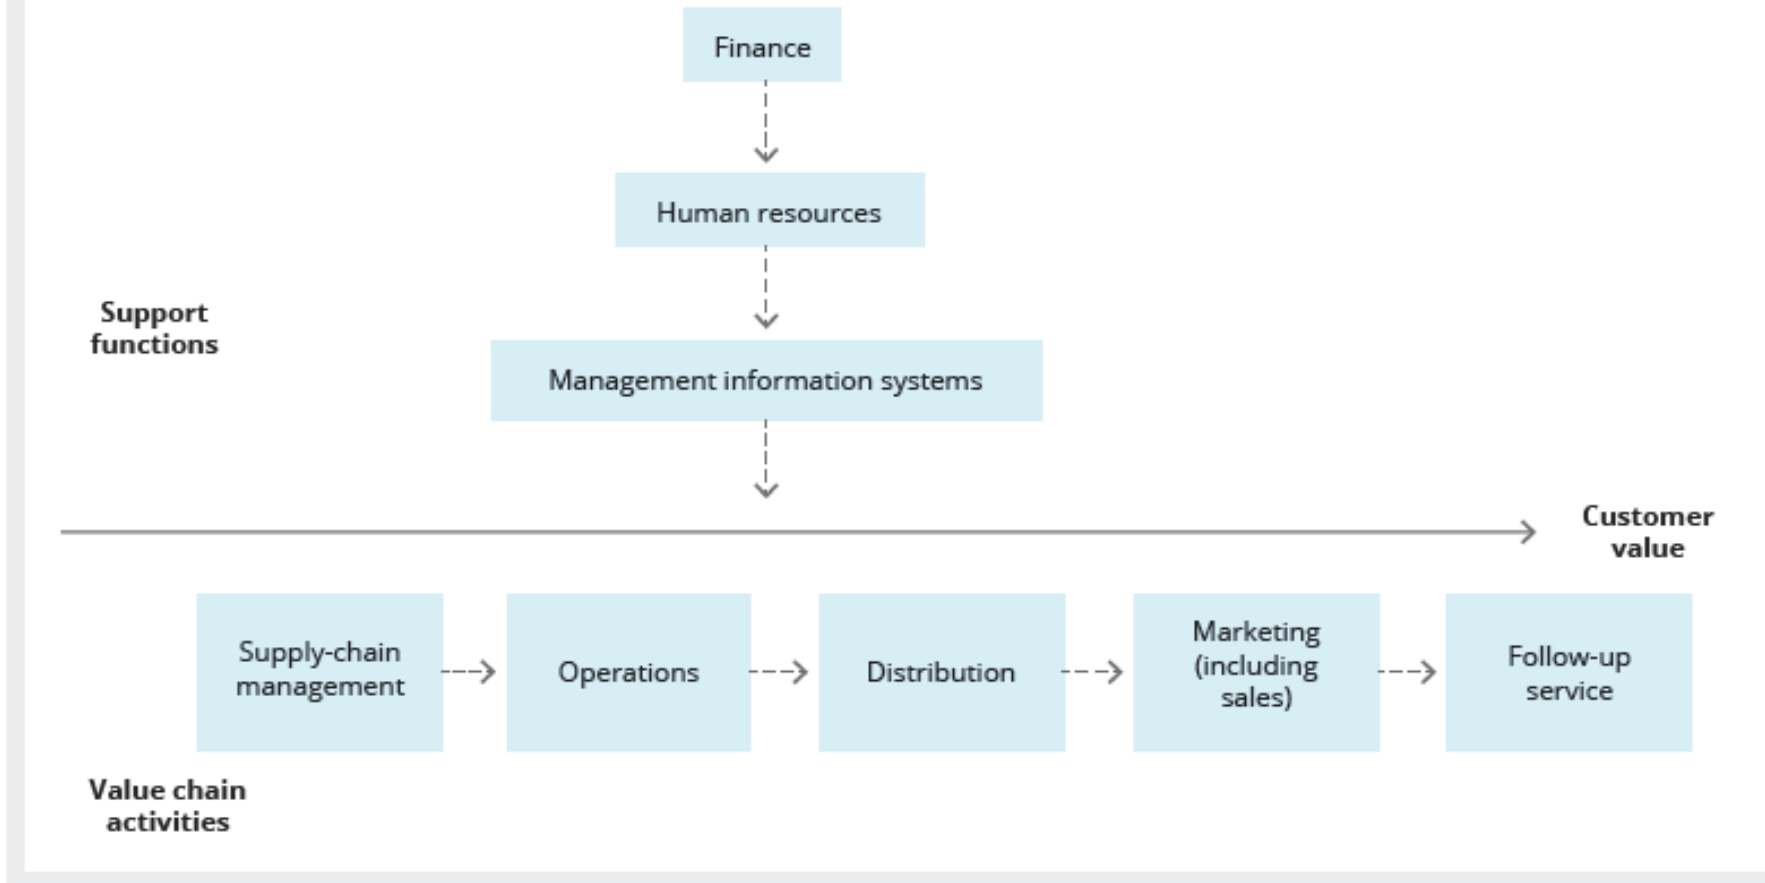 Finance
Human resources
Support
functions
Management information systems
Customer
value
Supply-chain
management
Operations
Distribution
Marketing
(including
sales)
Follow-up
service
Value chain
activities